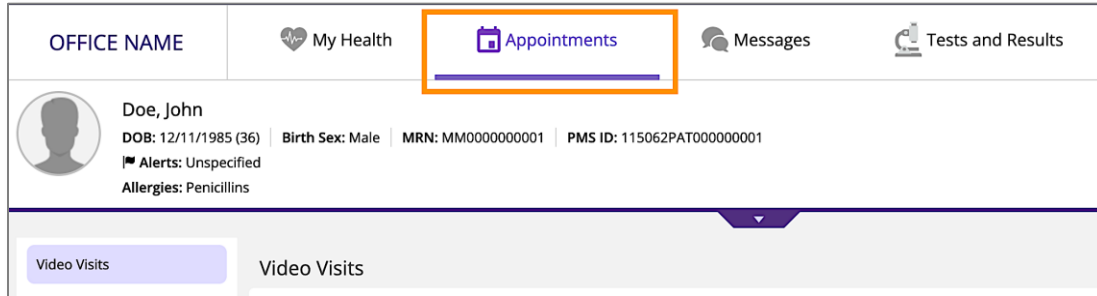 OFFICE NAME My Health Appointments Messages Tests and Results
Doe, John
DOB: 12/11/1985 (36) Birth Sex: Male MRN: MM0000000001 PMS ID: 115062PAT000000001
Alerts: Unspecified
Allergies: Penicillins
Video Visits Video Visits